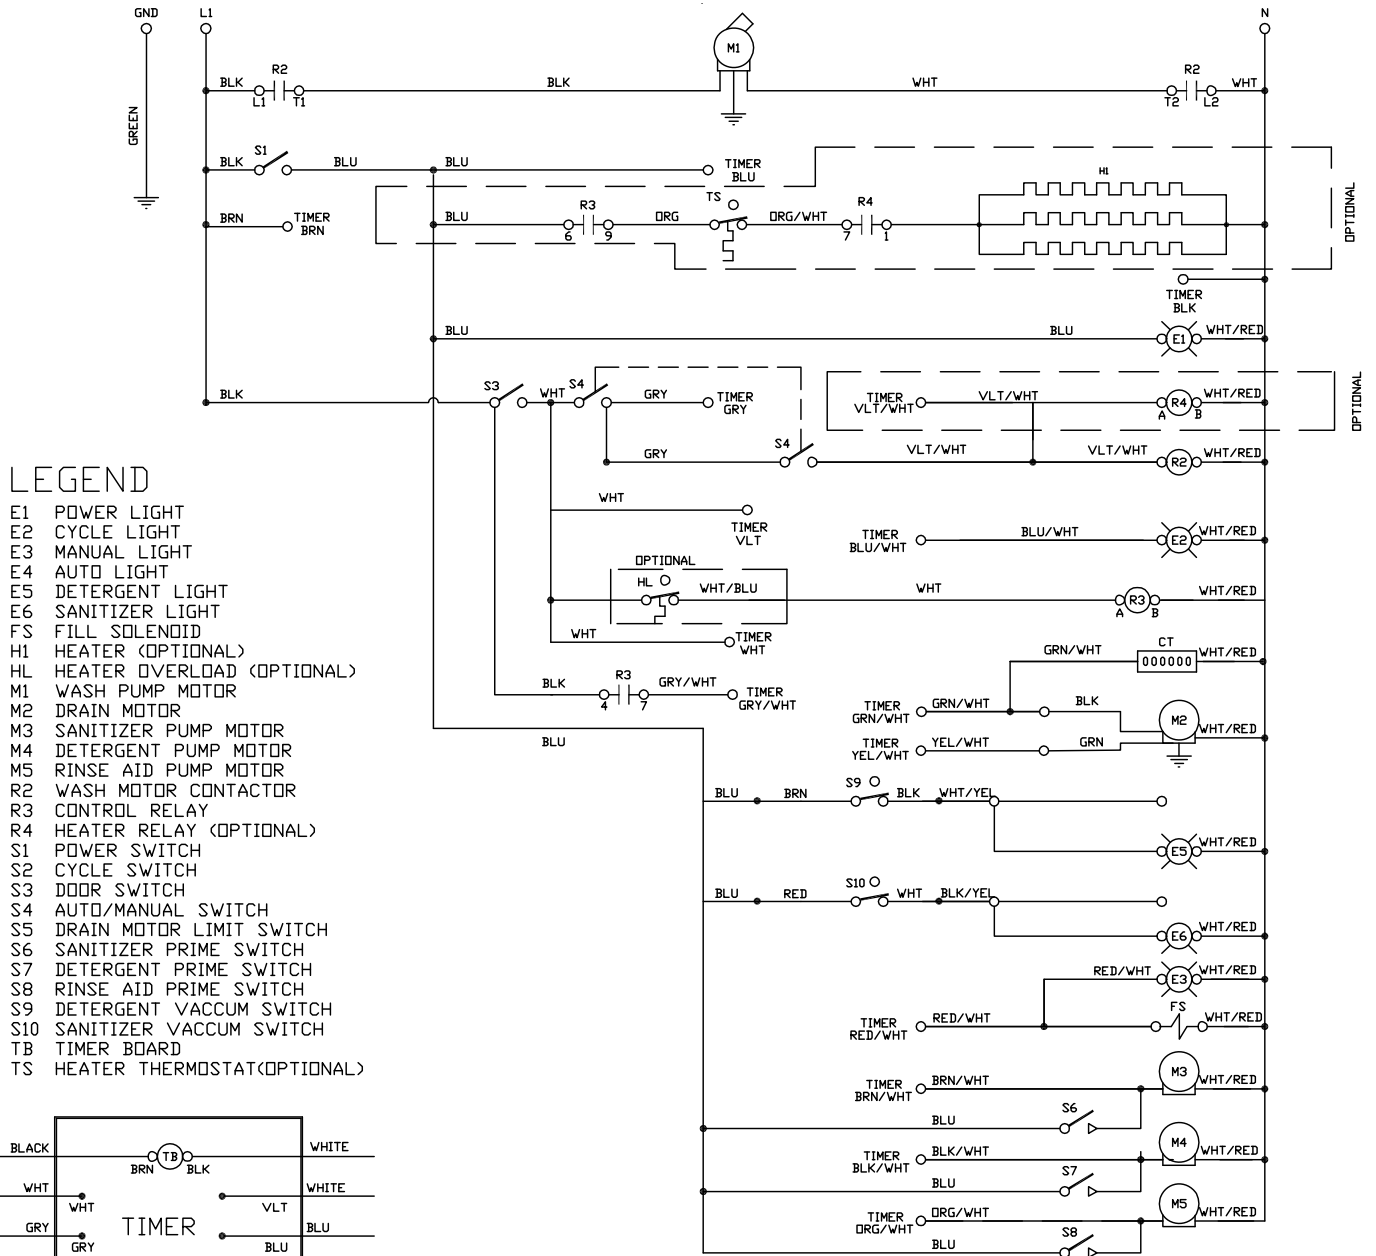 GND L1 N
M1
R2 R2
BLK BLK WHT WHT
L1 T1 T2 L2
GREEN
S1
BLK BLU BLU TIMER
BLU
TS
H1
R3 R4
BRN TIMER
BRN
BLU ORG ORG/WHT
6 9 7 1
OPTIONAL
TIMER
BLK
BLU BLU E1 WHT/RED
S3 WHT S4
BLK GRY TIMER
GRY
TIMER
VLT/WHT
VLT/WHT R4 WHT/RED
A B
OPTIONAL
S4
GRY VLT/WHT VLT/WHT R2 WHT/RED
WHT
TIMER
VLT
TIMER
BLU/WHT
BLU/WHT E2 WHT/RED
OPTIONAL
HL WHT/BLU WHT R3 WHT/RED
A B
WHT TIMER
WHT
CT
GRN/WHT 000000 WHT/RED
R3
BLK GRY/WHT TIMER
GRY/WHT
4 7
TIMER
GRN/WHT
GRN/WHT BLK M2 WHT/RED
TIMER
YEL/WHT
YEL/WHT GRN
BLU
S9
BLU BRN BLK WHT/YEL
E5 WHT/RED
S10
BLU RED WHT BLK/YEL
E6 WHT/RED
RED/WHT E3 WHT/RED
FS
TIMER
RED/WHT
RED/WHT WHT/RED
M3
TIMER
BRN/WHT
BRN/WHT WHT/RED
S6
BLU
M4
TIMER
BLK/WHT
BLK/WHT WHT/RED
S7
BLU
M5
TIMER
ORG/WHT
ORG/WHT WHT/RED
S8
BLU
LEGEND
E1 POWER LIGHT
E2 CYCLE LIGHT
E3 MANUAL LIGHT
E4 AUTO LIGHT
E5 DETERGENT LIGHT
E6 SANITIZER LIGHT
FS FILL SOLENOID
H1 HEATER (OPTIONAL)
HL HEATER OVERLOAD (OPTIONAL)
M1 WASH PUMP MOTOR
M2 DRAIN MOTOR
M3 SANITIZER PUMP MOTOR
M4 DETERGENT PUMP MOTOR
M5 RINSE AID PUMP MOTOR
R2 WASH MOTOR CONTACTOR
R3 CONTROL RELAY
R4 HEATER RELAY (OPTIONAL)
S1 POWER SWITCH
S2 CYCLE SWITCH
S3 DOOR SWITCH
S4 AUTO/MANUAL SWITCH
S5 DRAIN MOTOR LIMIT SWITCH
S6 SANITIZER PRIME SWITCH
S7 DETERGENT PRIME SWITCH
S8 RINSE AID PRIME SWITCH
S9 DETERGENT VACCUM SWITCH
S10 SANITIZER VACCUM SWITCH
TB TIMER BOARD
TS HEATER THERMOSTAT(OPTIONAL)
BLACK TB WHITE
BRN BLK
WHT WHITE
WHT VLT
TIMER
GRY BLU
GRY BLU